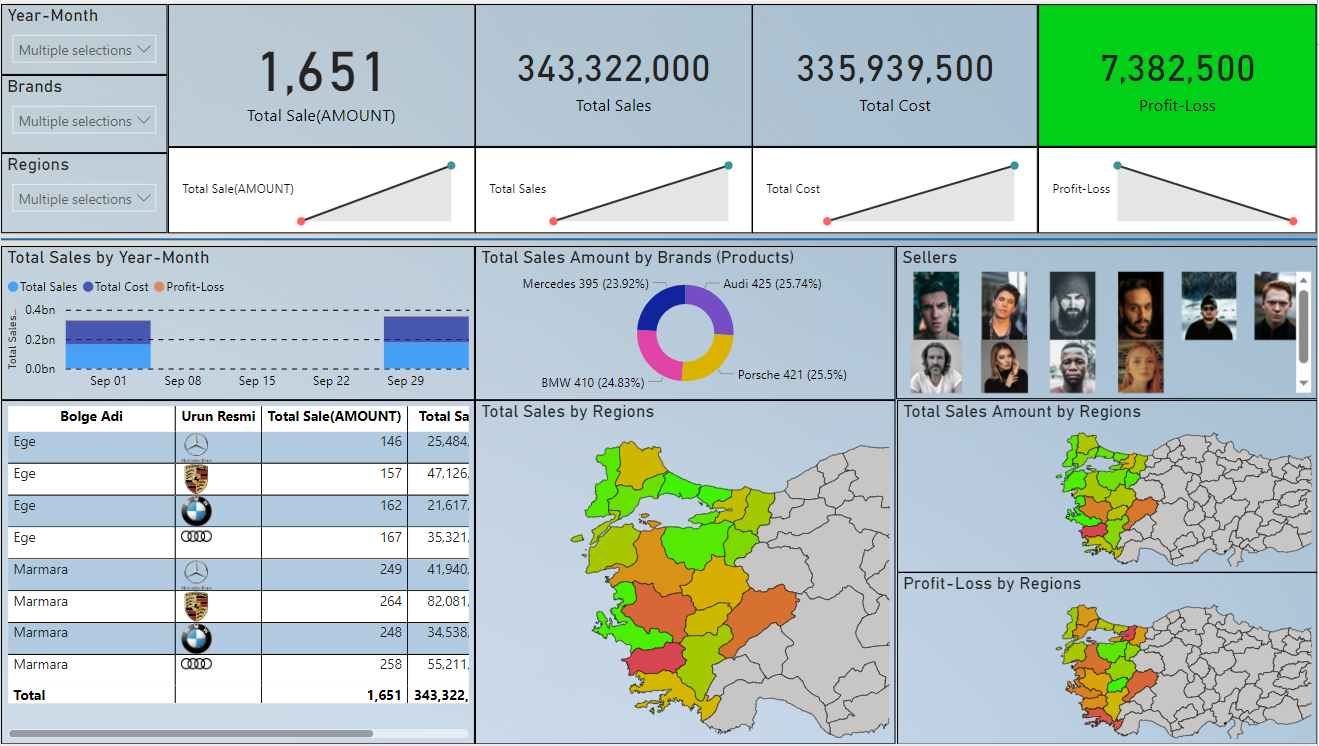 Year-Month
Multiple selections
Brands
Multiple selections
Regions
Multiple selections
1,651
Total Sale(AMOUNT)
343,322,000
Total Sales
335,939,500
Total Cost
7,382,500
Profit-Loss
Total Sale(AMOUNT)
Total Sales
Total Cost
Profit-Loss
Total Sales by Year-Month
Total Sales Total Cost Profit-Loss
Total Sales...
0.4bn
0.2bn
0.0bn
Sep 01 Sep 08 Sep 15 Sep 22 Sep 29
Total Sales Amount by Brands (Products)
Mercedes 395 (23.92%)
Audi 425 (25.74%)
BMW 410 (24.83%)
Porsche 421 (25.5%)
Sellers
Bolge Adi Urun Resmi Total Sale(AMOUNT) Total Sa
Ege 146 25,484,
Ege 157 47,126,
Ege 162 21,617,
Ege 167 35,321,
Marmara 249 41,940,
Marmara 264 82,081,
Marmara 248 34,538,
Marmara 258 55,211,
Total 1,651 343,322,
Total Sales by Regions
Total Sales Amount by Regions
Profit-Loss by Regions